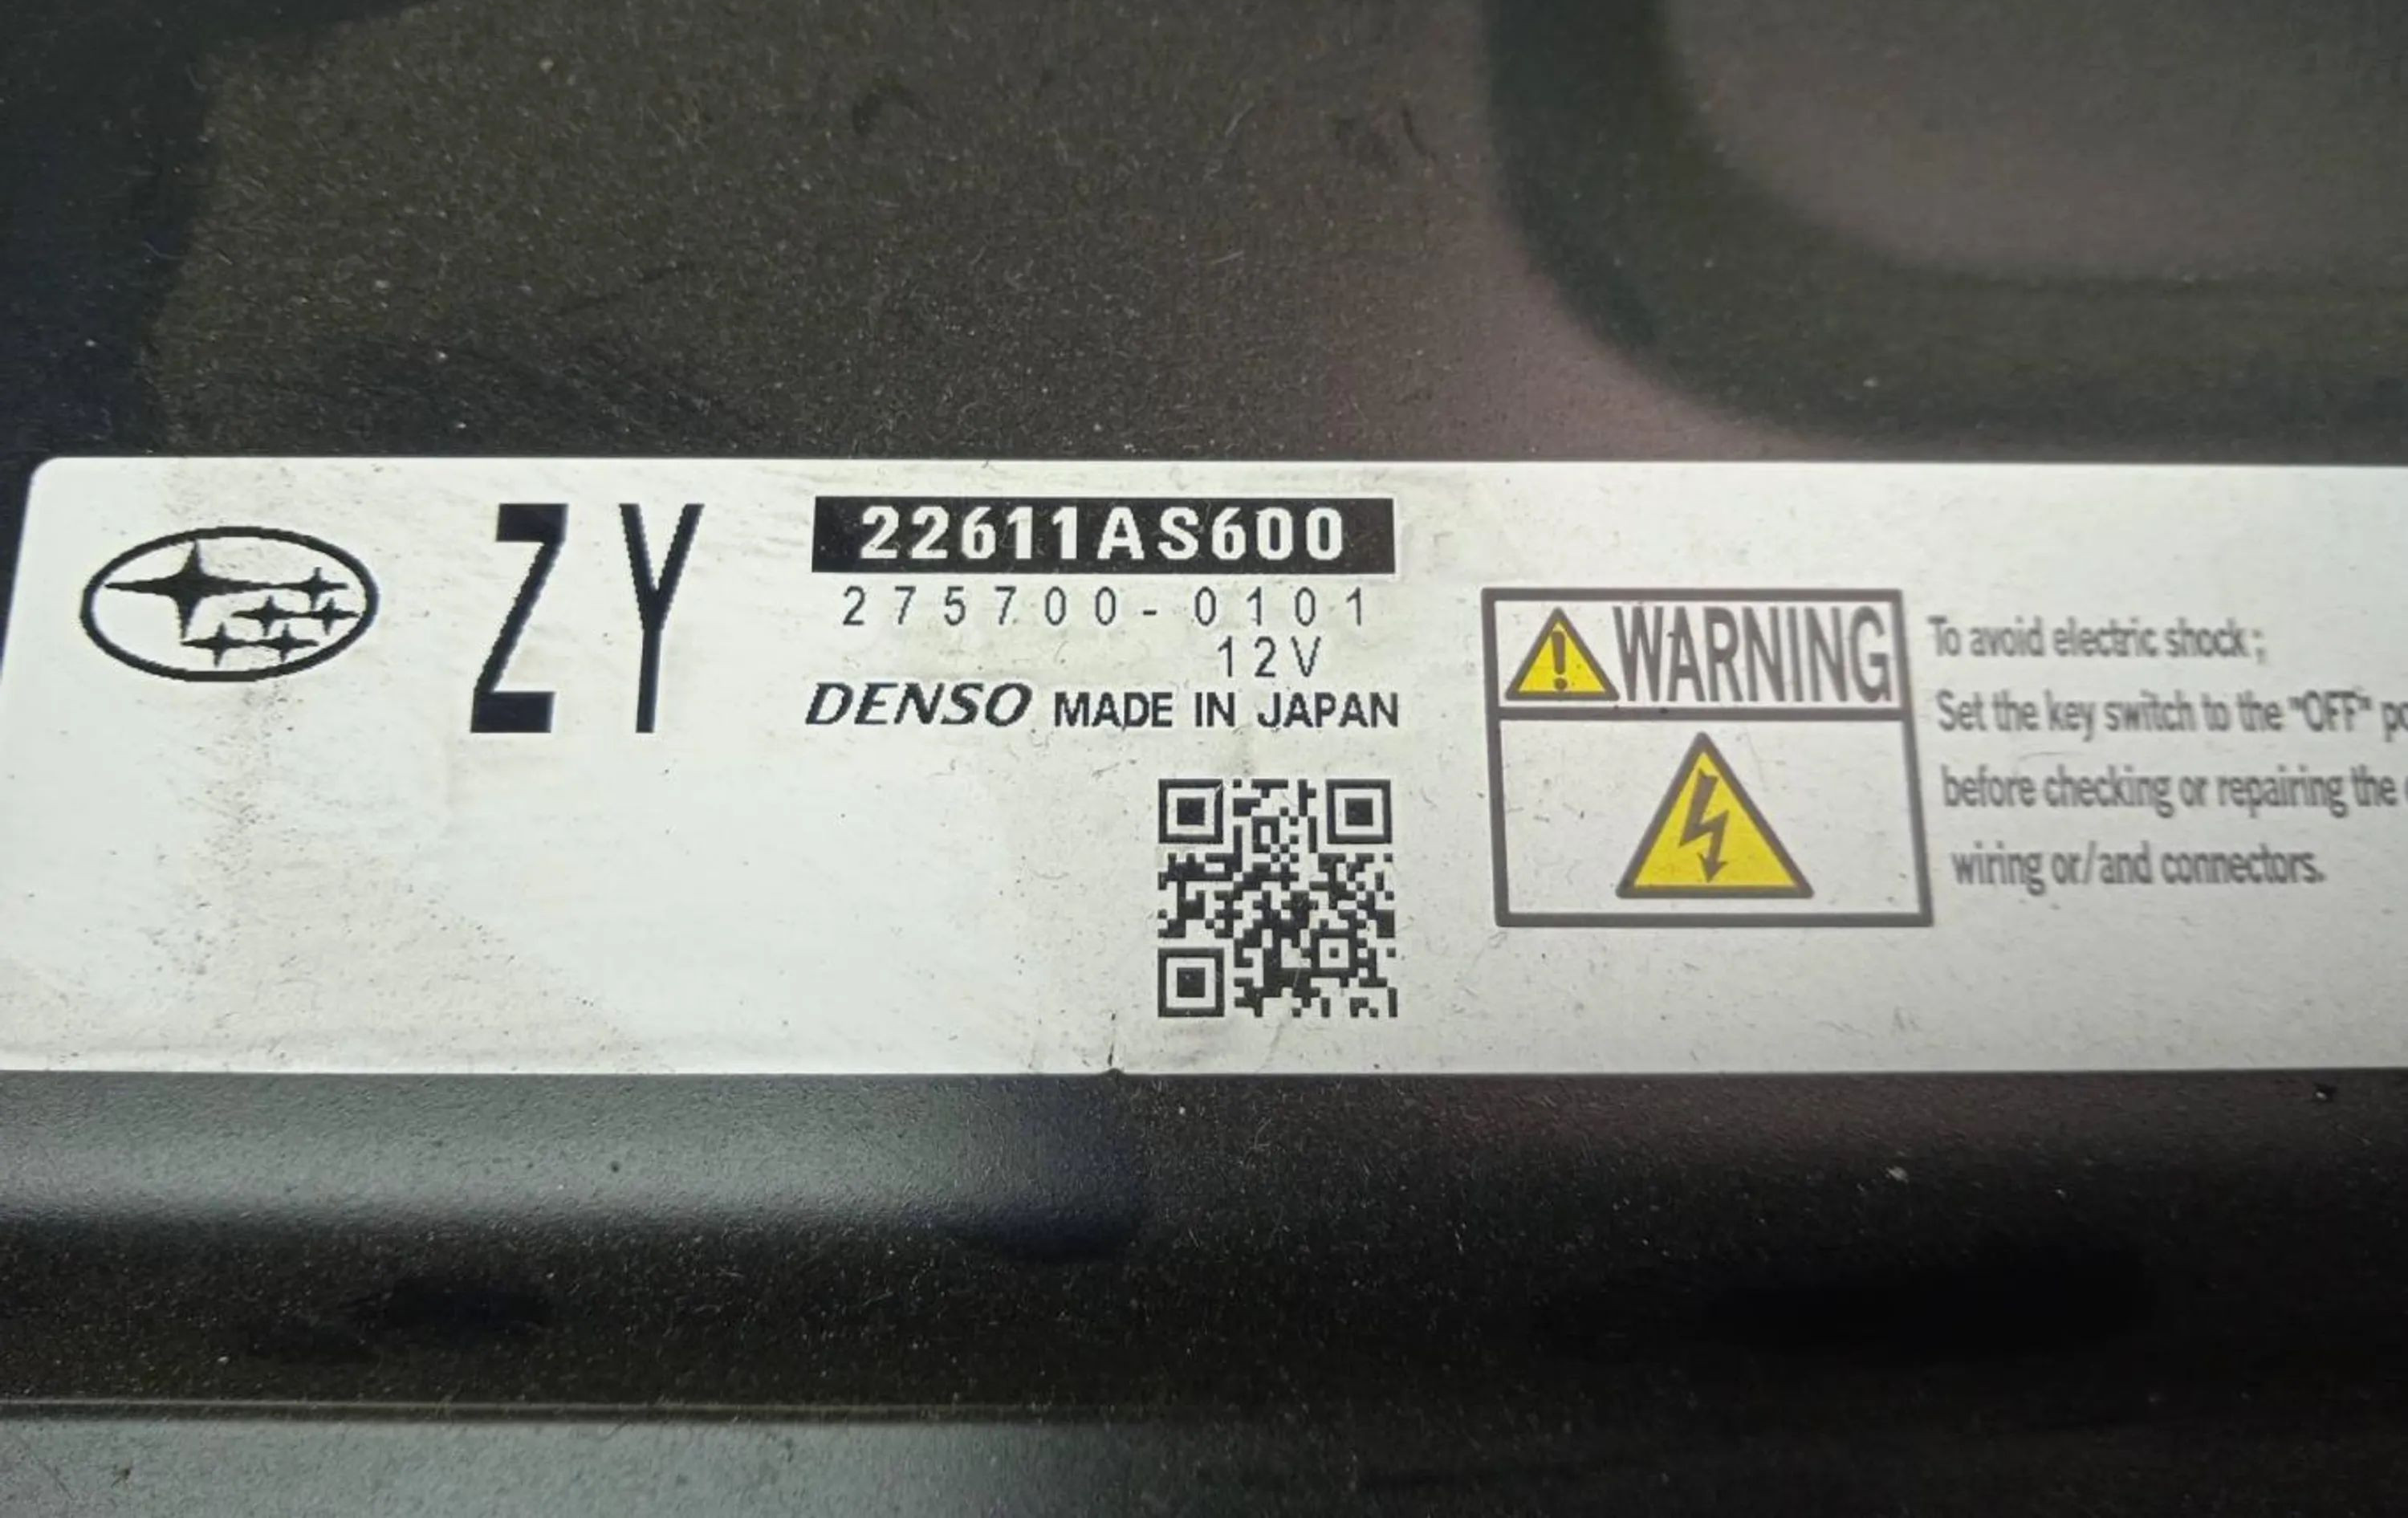 ZY
22611AS600
275700-0101
12V
DENSO MADE IN JAPAN
WARNING
To avoid electric shock;
Set the key switch to the "OFF"
before checking or repairing the
wiring or/and connectors.